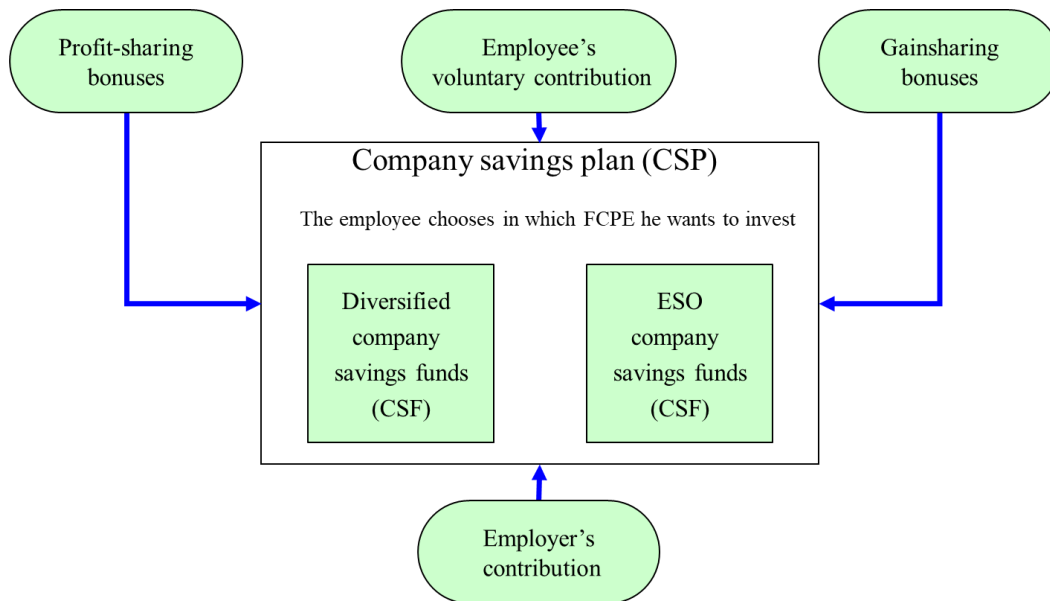 Profit-sharing
bonuses
Employee's
voluntary contribution
Gainsharing
bonuses
Company savings plan (CSP)
The employee chooses in which FCPE he wants to invest
Diversified
company
savings funds
(CSF)
ESO
company
savings funds
(CSF)
Employer's
contribution